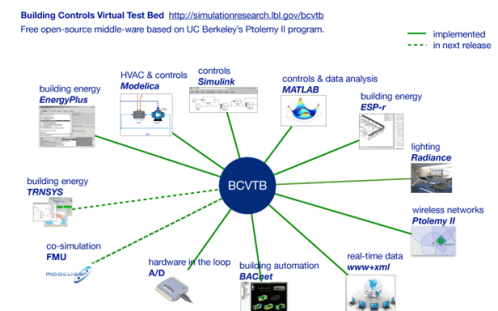 Building Controls Virtual Test Bed http://simulationresearch.lbl.gov/bcvtb
Free open-source middle-ware based on UC Berkeley's Ptolemy II program.
implemented
in next release
HVAC & controls
Modelica
controls
Simulink
controls & data analysis
MATLAB
building energy
EnergyPlus
building energy
ESP-r
lighting
Radiance
BCVTB
building energy
TRNSYS
wireless networks
Ptolemy II
co-simulation
FMU
hardware in the loop
A/D
building automation
BACnet
real-time data
www+xml